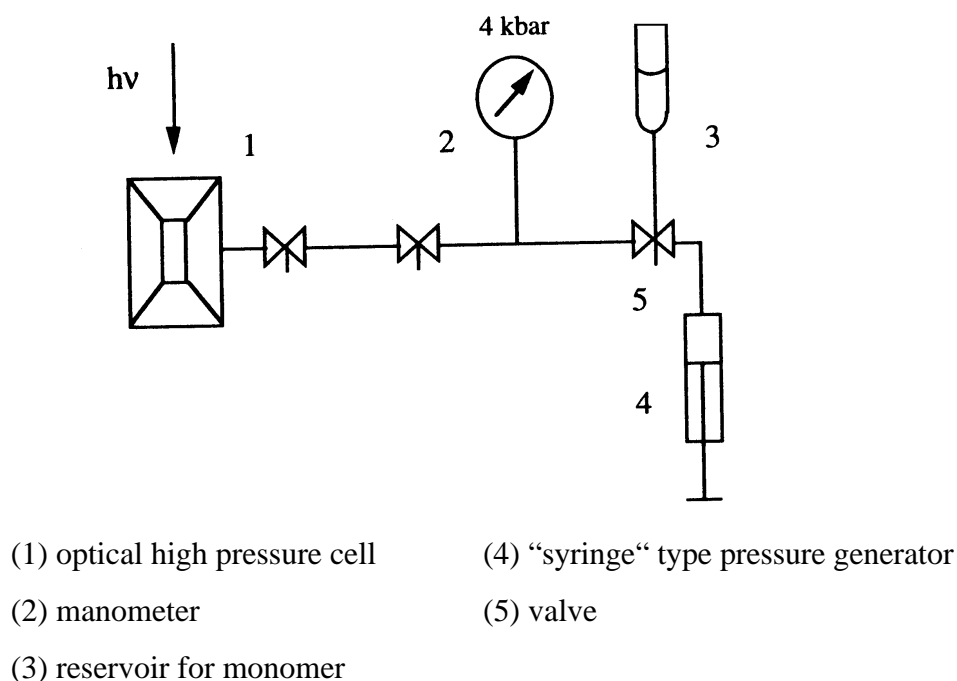 4 kbar
hν
1
2
3
5
4
(1) optical high pressure cell
(4) “syringe“ type pressure generator
(2) manometer
(5) valve
(3) reservoir for monomer